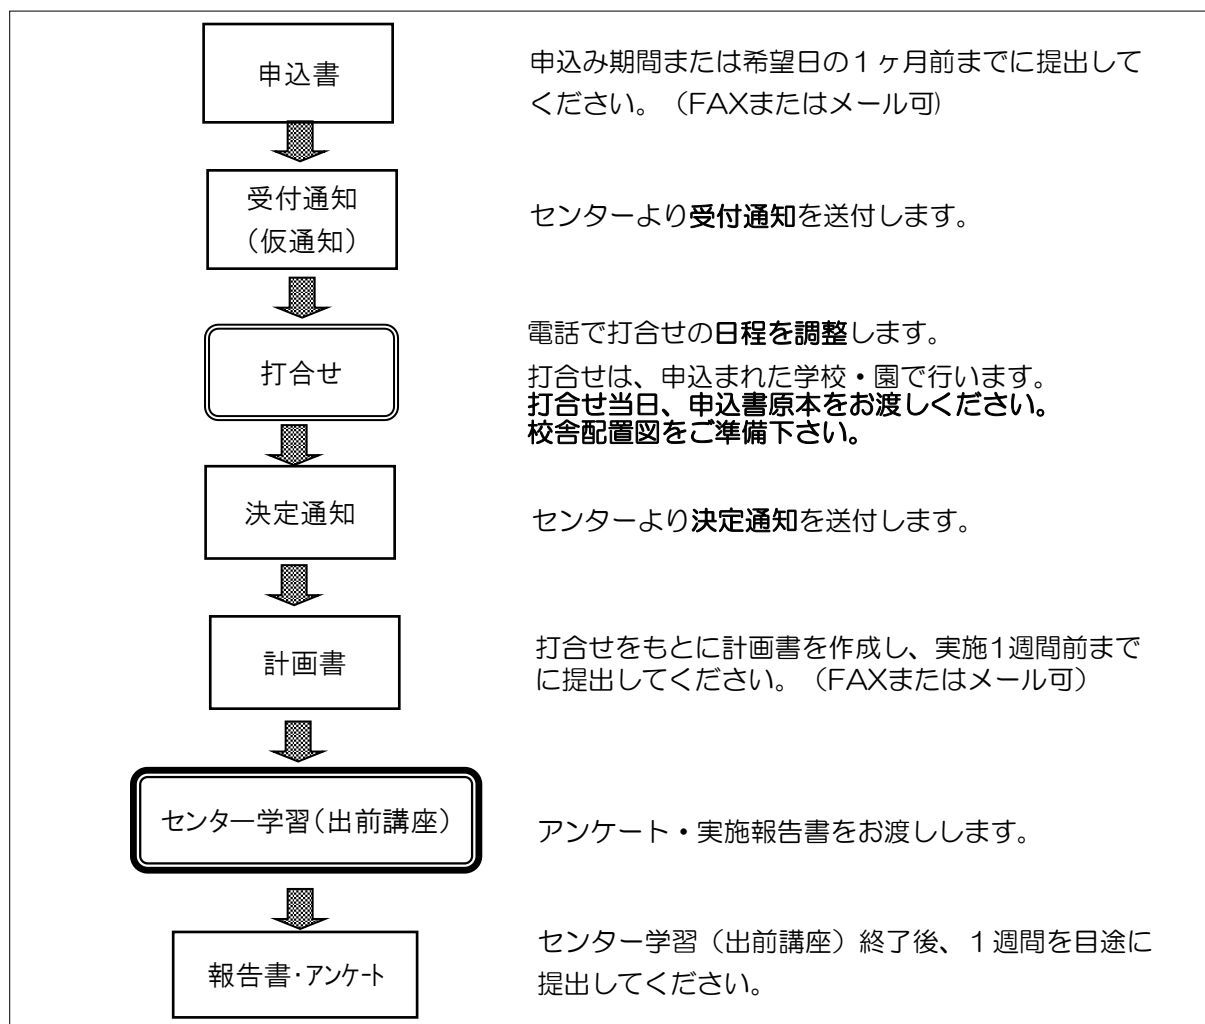 申込書
申込み期間または希望日の１ヶ月前までに提出して
ください。（FAXまたはメール可)
受付通知
（仮通知）
センターより受付通知を送付します。
打合せ
電話で打合せの日程を調整します。
打合せは、申込まれた学校・園で行います。
打合せ当日、申込書原本をお渡しください。
校舎配置図をご準備下さい。
決定通知
センターより決定通知を送付します。
計画書
打合せをもとに計画書を作成し、実施1週間前まで
に提出してください。（FAXまたはメール可）
センター学習（出前講座）
アンケート・実施報告書をお渡しします。
報告書・アンケート
センター学習（出前講座）終了後、１週間を目途に
提出してください。